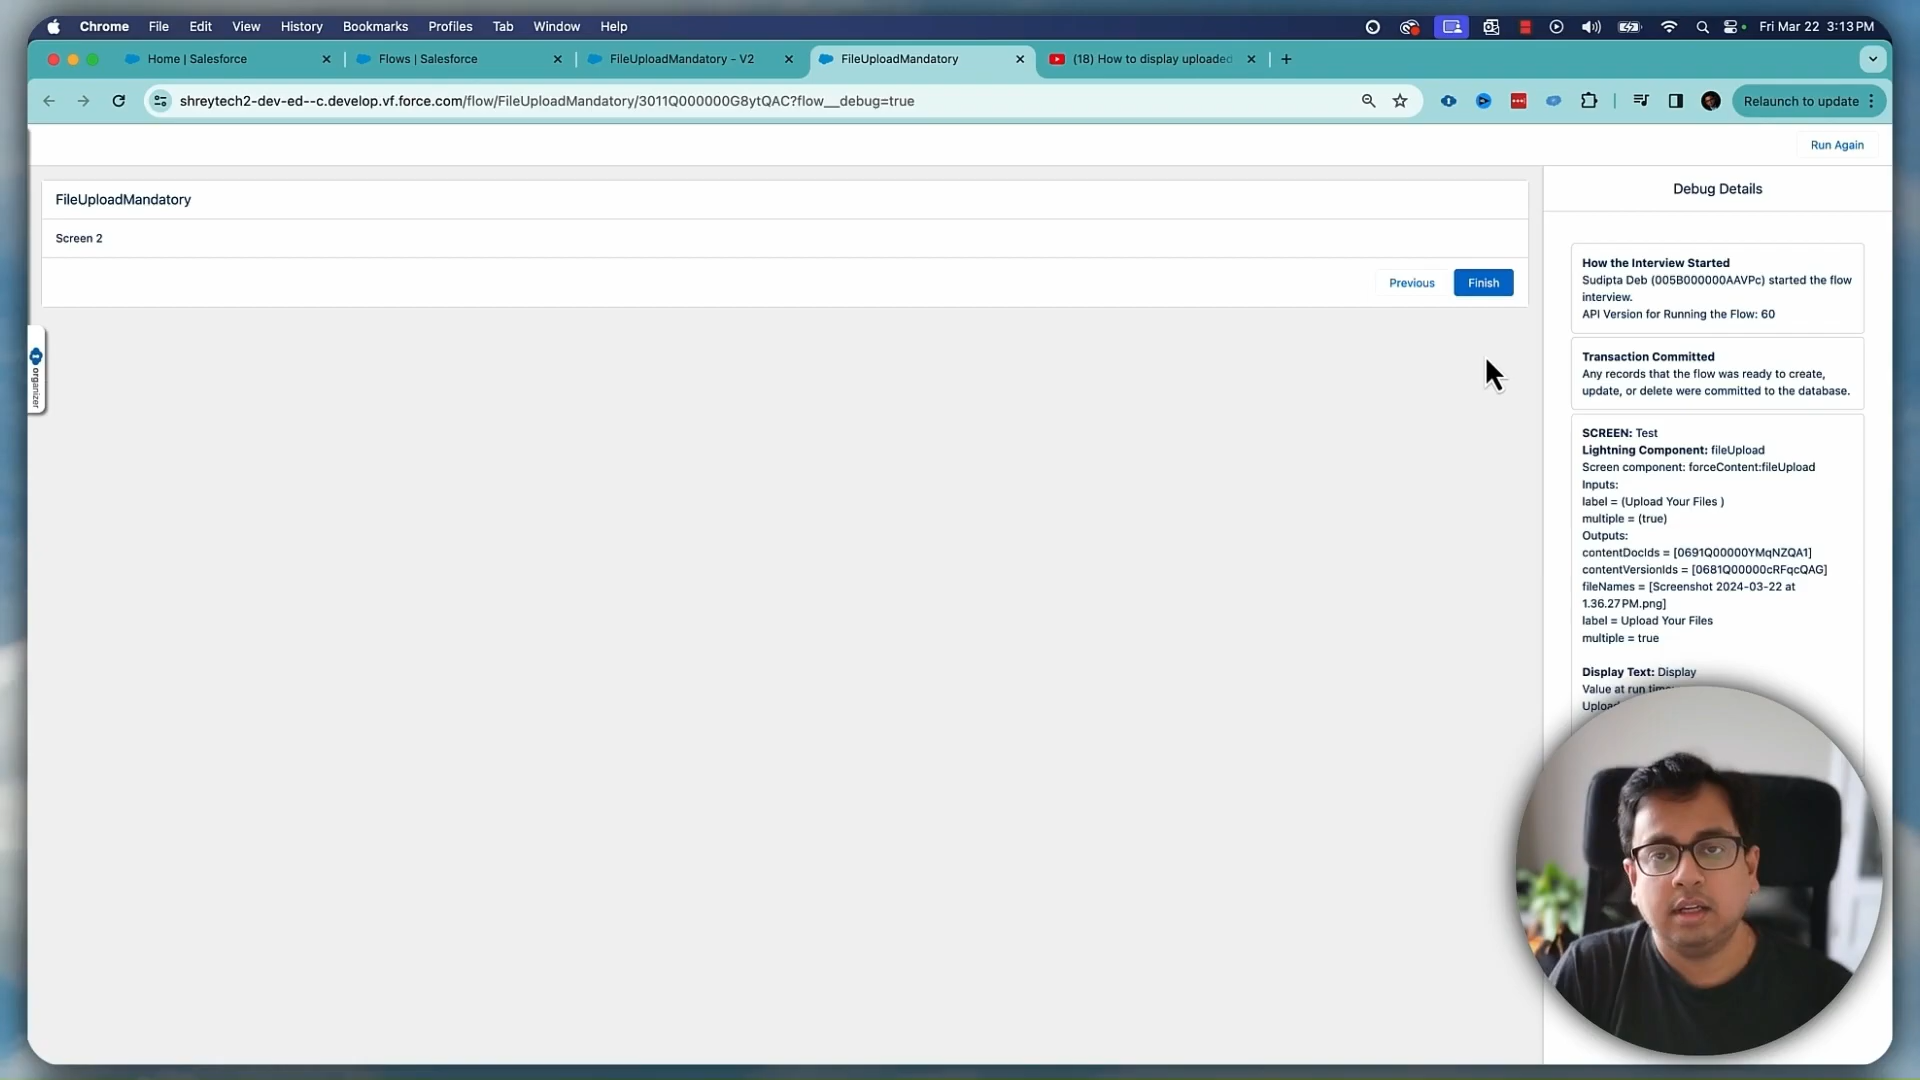 Chrome File Edit View History Bookmarks Profiles Tab Window Help Fri Mar 22 3:13 PM
Home | Salesforce Flows | Salesforce FileUploadMandatory - V2 FileUploadMandatory (18) How to display uploaded
shreytech2-dev-ed--c.develop.vf.force.com/flow/FileUploadMandatory/3011Q000000G8ytQAC?flow__debug=true Relaunch to update
Run Again
FileUploadMandatory
Screen 2
Previous Finish
organizer
Debug Details
How the Interview Started
Sudipta Deb (005B000000AAVPc) started the flow
interview.
API Version for Running the Flow: 60
Transaction Committed
Any records that the flow was ready to create,
update, or delete were committed to the database.
SCREEN: Test
Lightning Component: fileUpload
Screen component: forceContent:fileUpload
Inputs:
label = (Upload Your Files )
multiple = (true)
Outputs:
contentDocIds = [0691Q00000YMqNZQA1]
contentVersionIds = [0681Q00000cRFqcQAG]
fileNames = [Screenshot 2024-03-22 at
1.36.27 PM.png]
label = Upload Your Files
multiple = true
Display Text: Display
Value at run